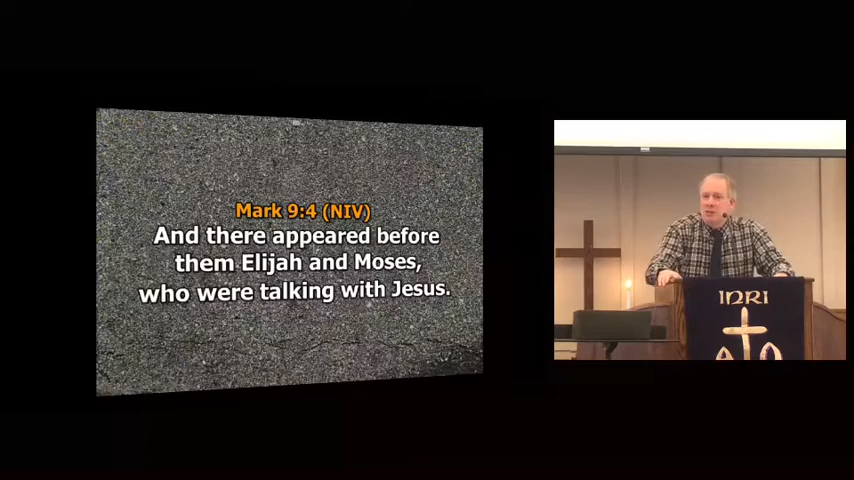 Mark 9:4 (NIV)
And there appeared before
them Elijah and Moses,
who were talking with Jesus.
INRI